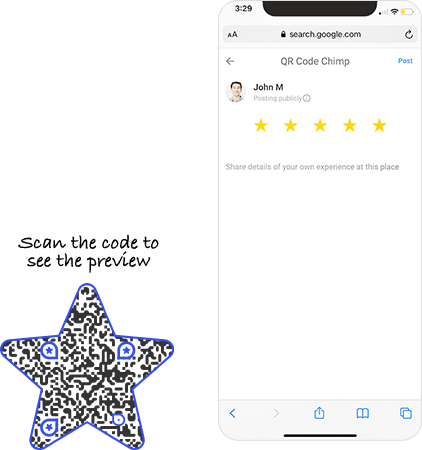 3:29
AA search.google.com
QR Code Chimp Post
John M
Posting publicly
Share details of your own experience at this place
Scan the code to
see the preview